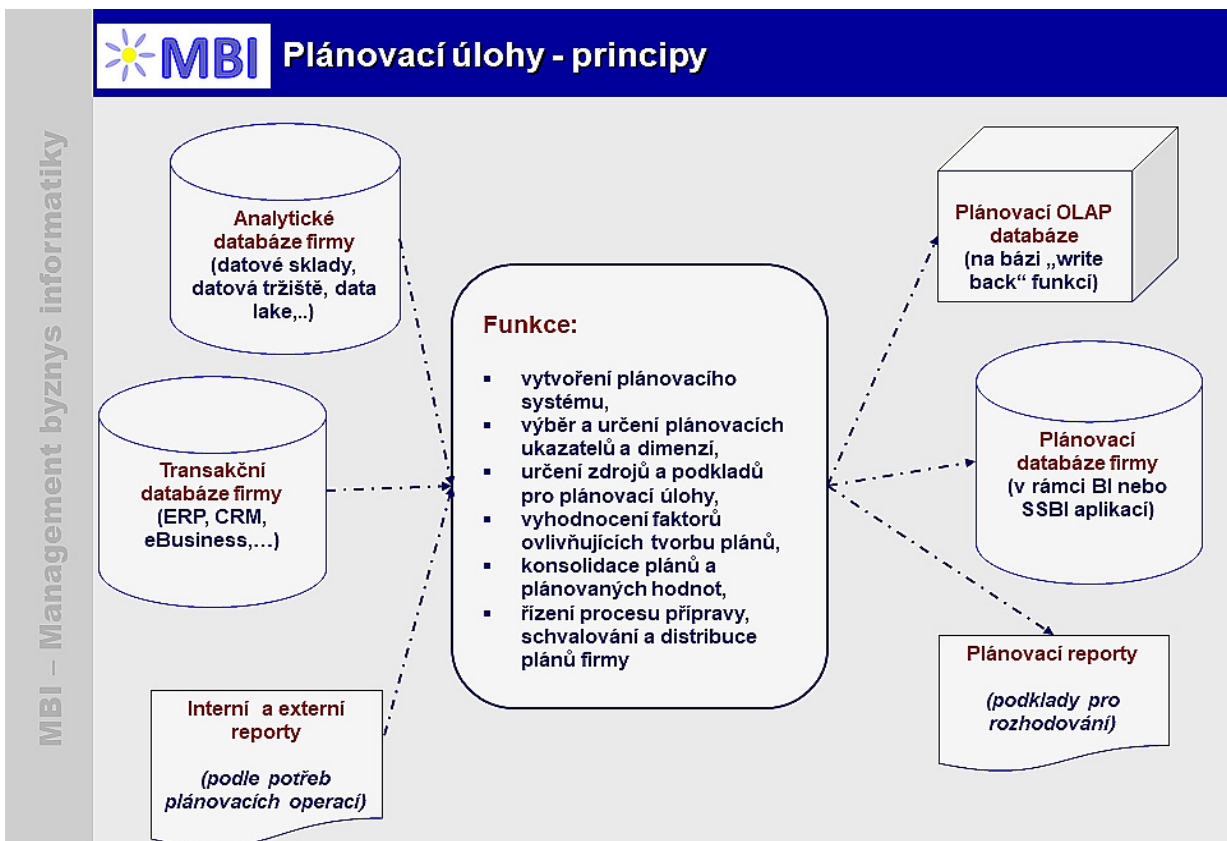 MBI
Plánovací úlohy - principy
MBI – Management byznys informatiky
Analytické
databáze firmy
(datové sklady,
datová tržiště, data
lake,..)
Transakční
databáze firmy
(ERP, CRM,
eBusiness,…)
Interní a externí
reporty
(podle potřeb
plánovacích operací)
Funkce:
▪ vytvoření plánovacího
systému,
▪ výběr a určení plánovacích
ukazatelů a dimenzí,
▪ určení zdrojů a podkladů
pro plánovací úlohy,
▪ vyhodnocení faktorů
ovlivňujících tvorbu plánů,
▪ konsolidace plánů a
plánovaných hodnot,
▪ řízení procesu přípravy,
schvalování a distribuce
plánů firmy
Plánovací OLAP
databáze
(na bázi „write
back“ funkcí)
Plánovací
databáze firmy
(v rámci BI nebo
SSBI aplikací)
Plánovací reporty
(podklady pro
rozhodování)